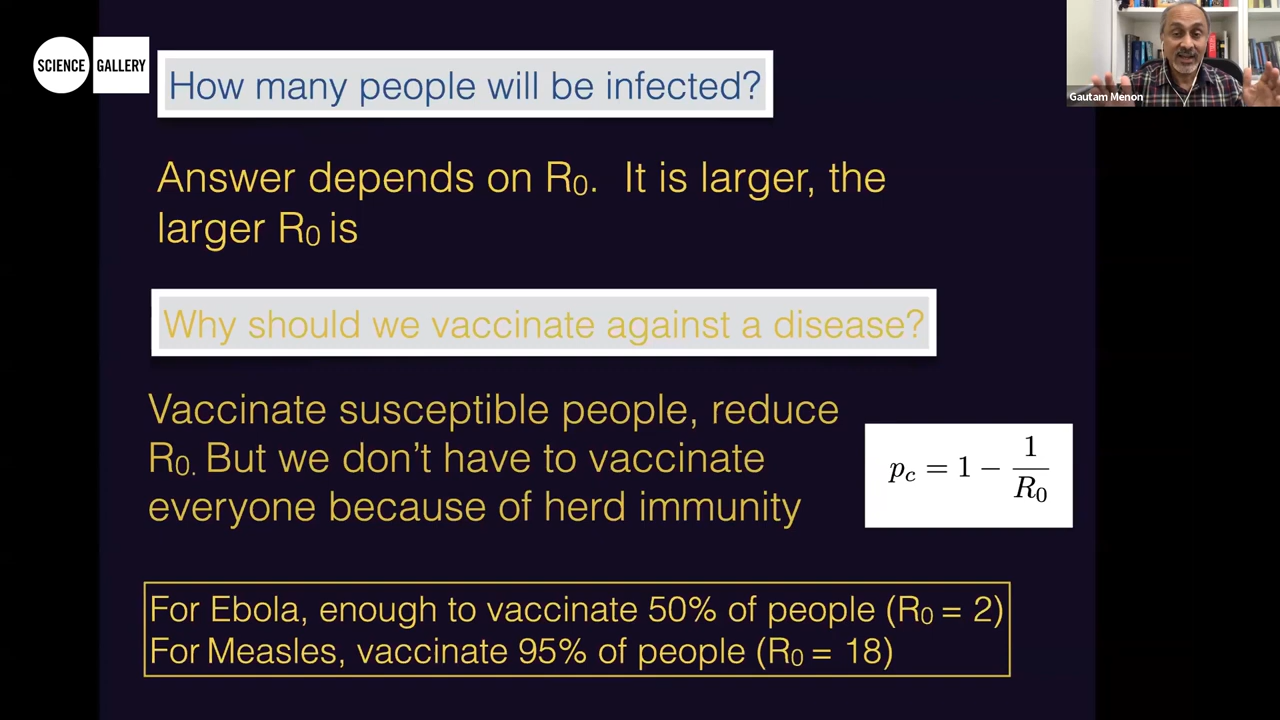 SCIENCE GALLERY
Gautam Menon
How many people will be infected?
Answer depends on R₀. It is larger, the
larger R₀ is
Why should we vaccinate against a disease?
Vaccinate susceptible people, reduce
R₀. But we don't have to vaccinate
everyone because of herd immunity
p_c = 1 − 1/R₀
For Ebola, enough to vaccinate 50% of people (R₀ = 2)
For Measles, vaccinate 95% of people (R₀ = 18)